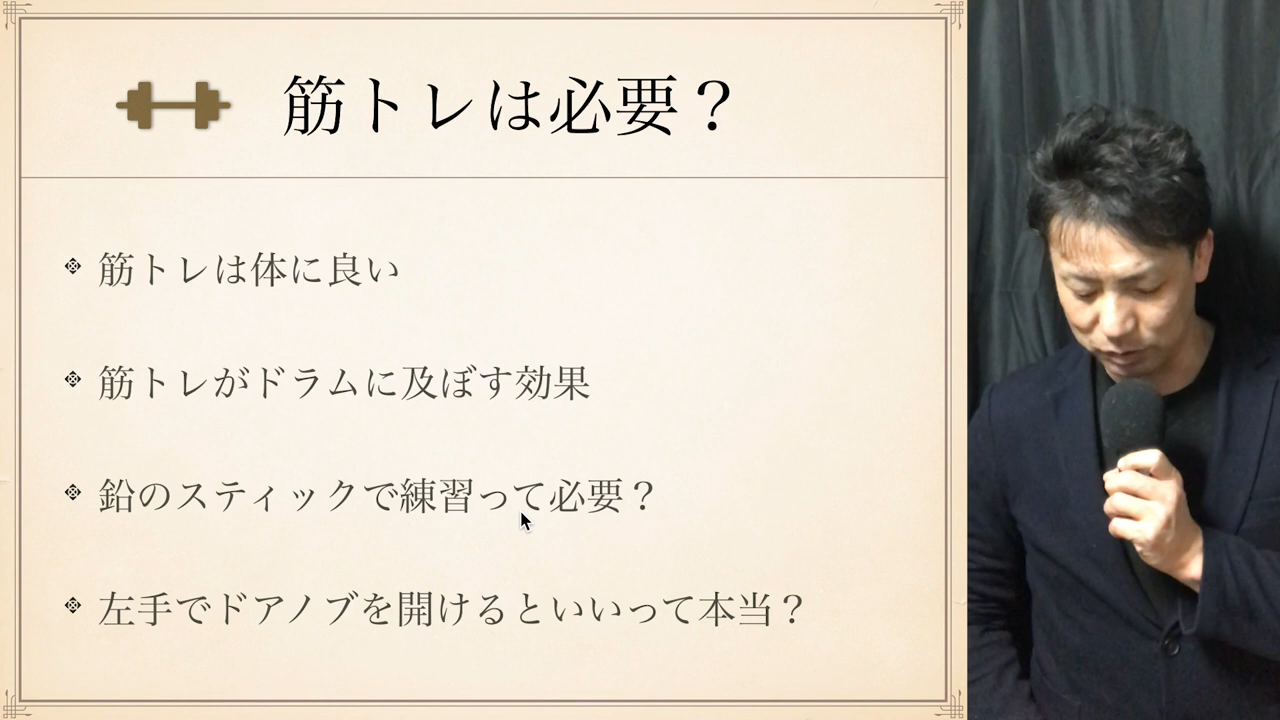 筋トレは必要？
筋トレは体に良い
筋トレがドラムに及ぼす効果
鉛のスティックで練習って必要？
左手でドアノブを開けるといいって本当？